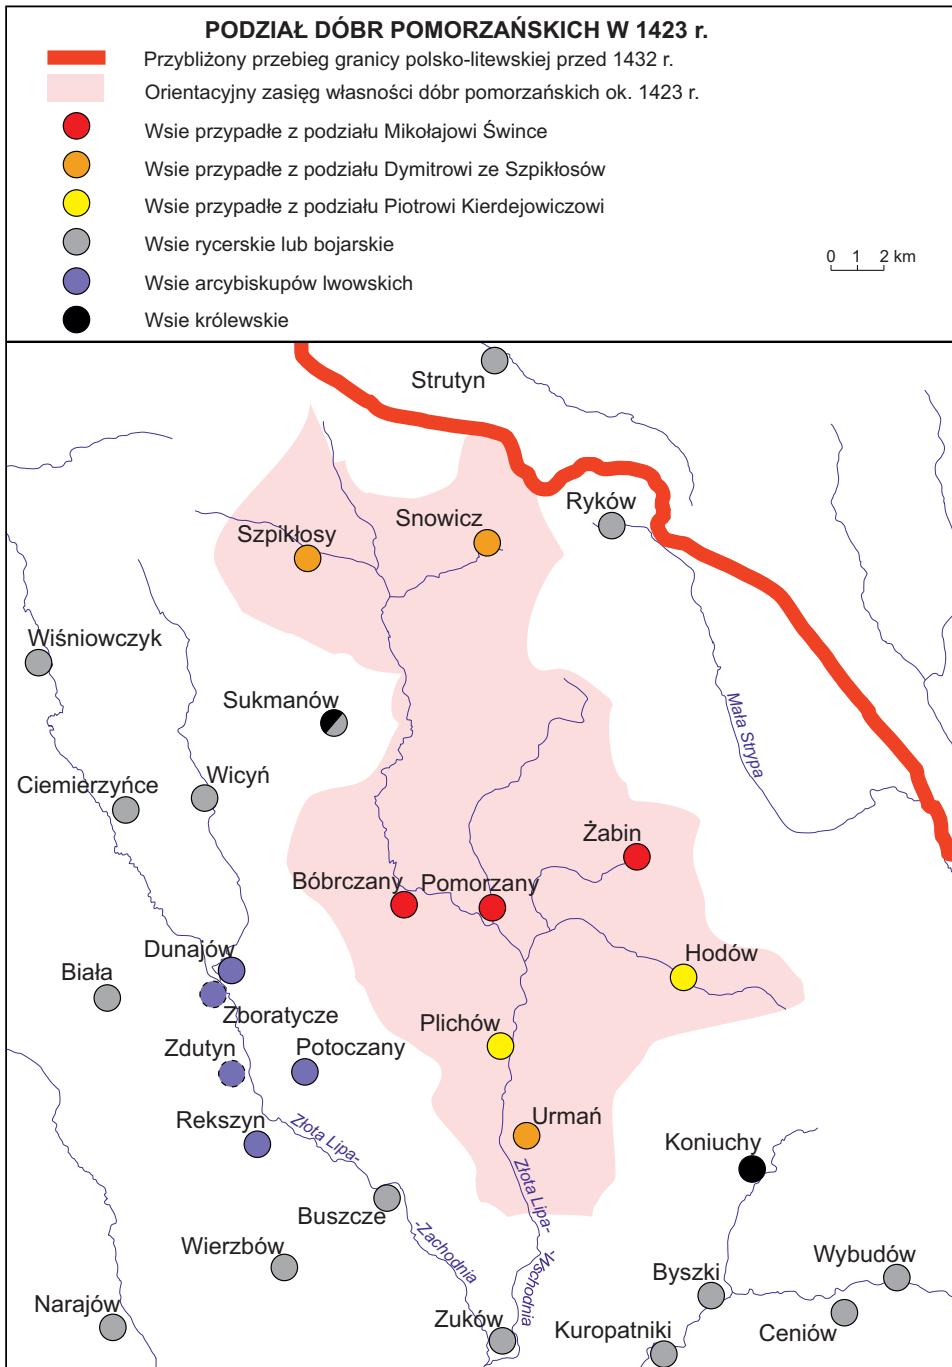 PODZIAŁ DÓBR POMORZAŃSKICH W 1423 r.
Przybliżony przebieg granicy polsko-litewskiej przed 1432 r.
Orientacyjny zasięg własności dóbr pomorzańskich ok. 1423 r.
Wsie przypadłe z podziału Mikołajowi Śwince
Wsie przypadłe z podziału Dymitrowi ze Szpikłosów
Wsie przypadłe z podziału Piotrowi Kierdejowiczowi
Wsie rycerskie lub bojarskie
0 1 2 km
Wsie arcybiskupów lwowskich
Wsie królewskie
Strutyn
Ryków
Snowicz
Szpikłosy
Wiśniowczyk
Sukmanów
Mała Strypa
Wicyń
Ciemierzyńce
Żabin
Bóbrczany
Pomorzany
Dunajów
Hodów
Biała
Zboratycze
Plichów
Zdutyn
Potoczany
Rekszyn
Złota Lipa-
Urmań
Koniuchy
Złota Lipa-
Buszcze
-Zachodnia
-Wschodnia
Wierzbów
Wybudów
Byszki
Narajów
Zuków
Kuropatniki
Ceniów